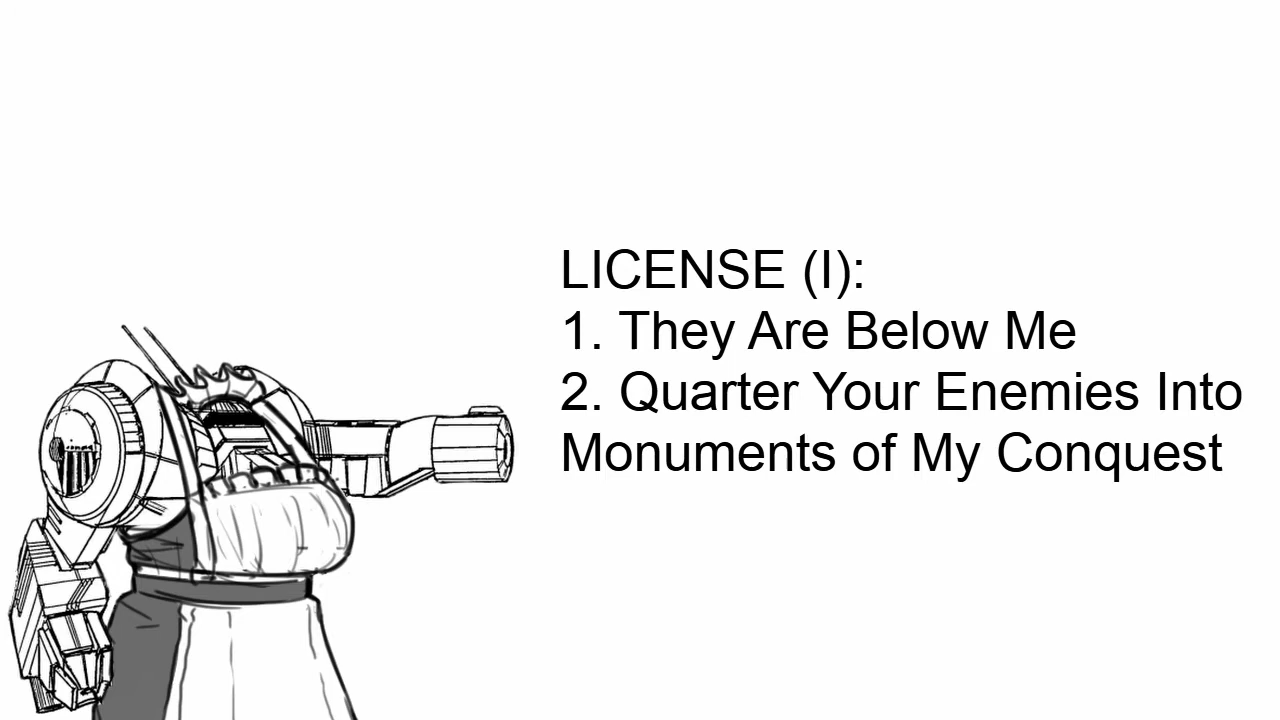 LICENSE (I):
1. They Are Below Me
2. Quarter Your Enemies Into
Monuments of My Conquest